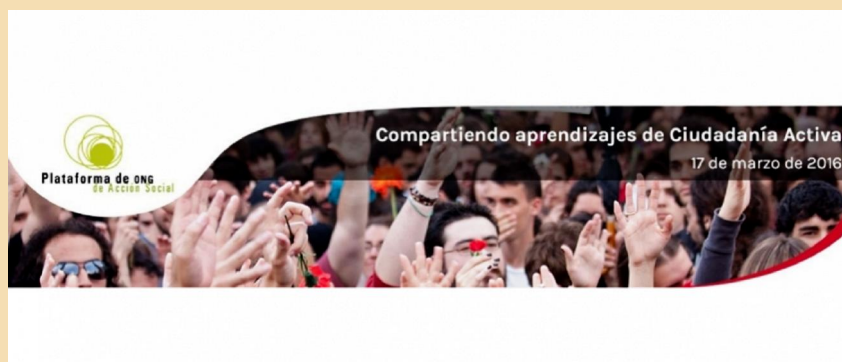 Compartiendo aprendizajes de Ciudadanía Activa
17 de marzo de 2016
Plataforma de ONG
de Acción Social